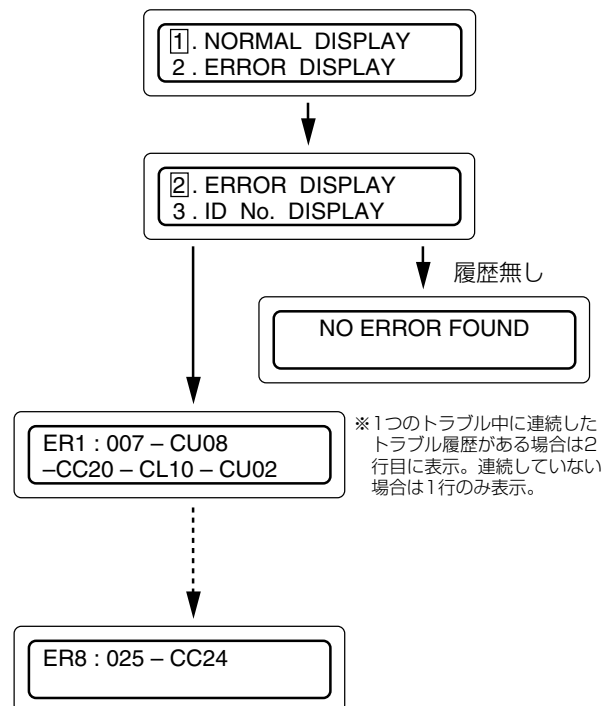 1. NORMAL DISPLAY
2. ERROR DISPLAY
2. ERROR DISPLAY
3. ID No. DISPLAY
履歴無し
NO ERROR FOUND
ER1 : 007 – CU08
–CC20 – CL10 – CU02
※1つのトラブル中に連続した
トラブル履歴がある場合は2
行目に表示。連続していない
場合は1行のみ表示。
ER8 : 025 – CC24